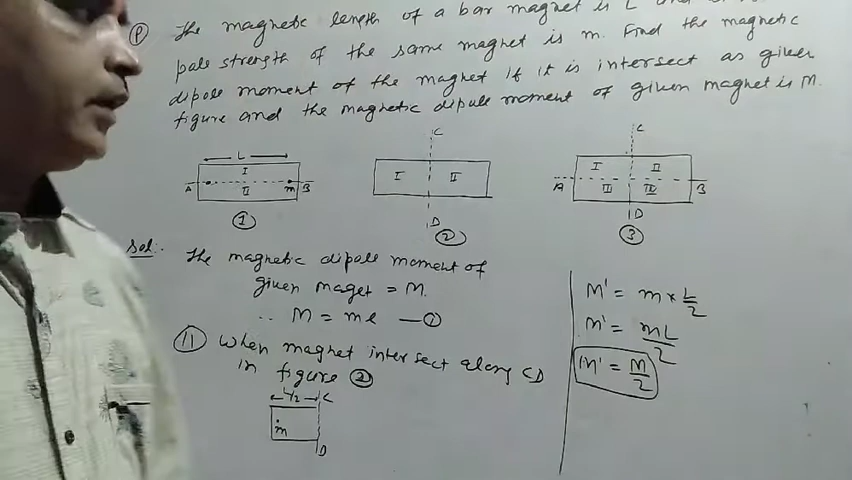 (P) The magnetic length of a bar magnet is L and
pole strength of the same magnet is m. Find the magnetic
dipole moment of the magnet if it is intersect as given
figure and the magnetic dipole moment of given magnet is M.
L
A I II m B
①
C
I II
D
②
C
A I II III IV B
D
③
Sol:- The magnetic dipole moment of
given maget = M.
∴ M = ml —①
(11) When magnet intersect along CD
in figure ②
L/2 C
m
D
M' = m × L/2
M' = mL/2
M' = M/2